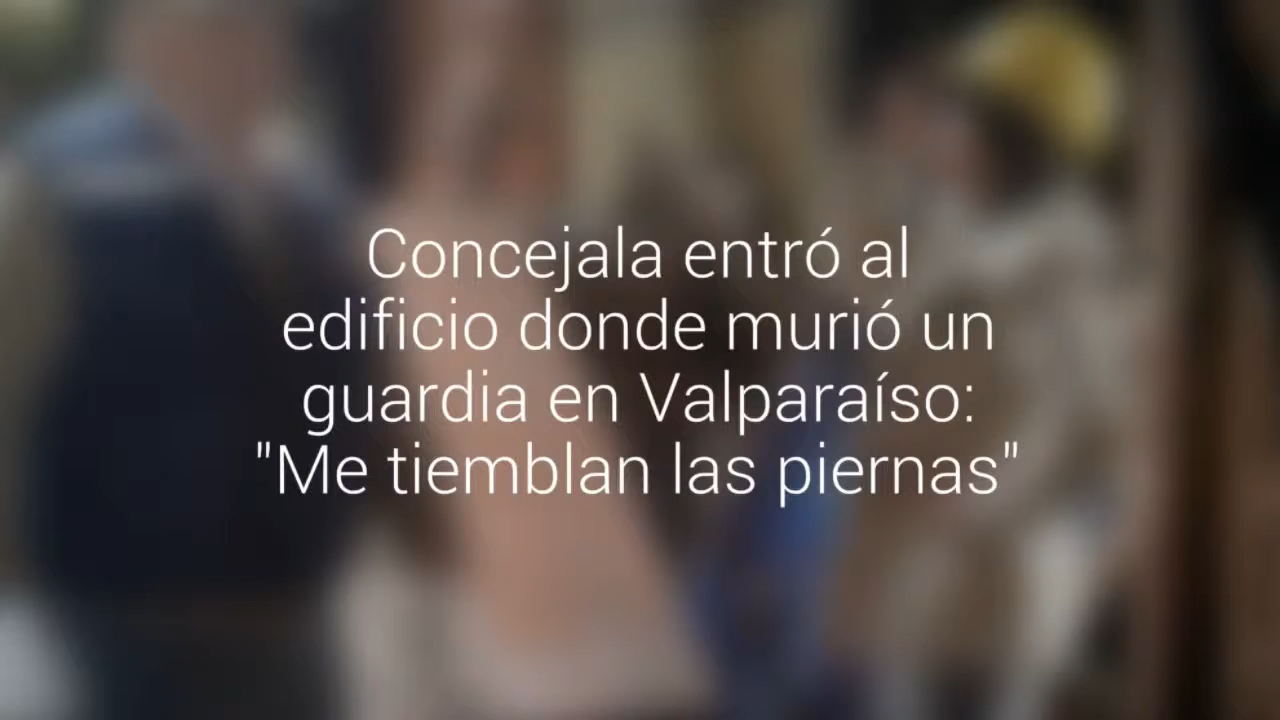 Concejala entró al
edificio donde murió un
guardia en Valparaíso:
"Me tiemblan las piernas"